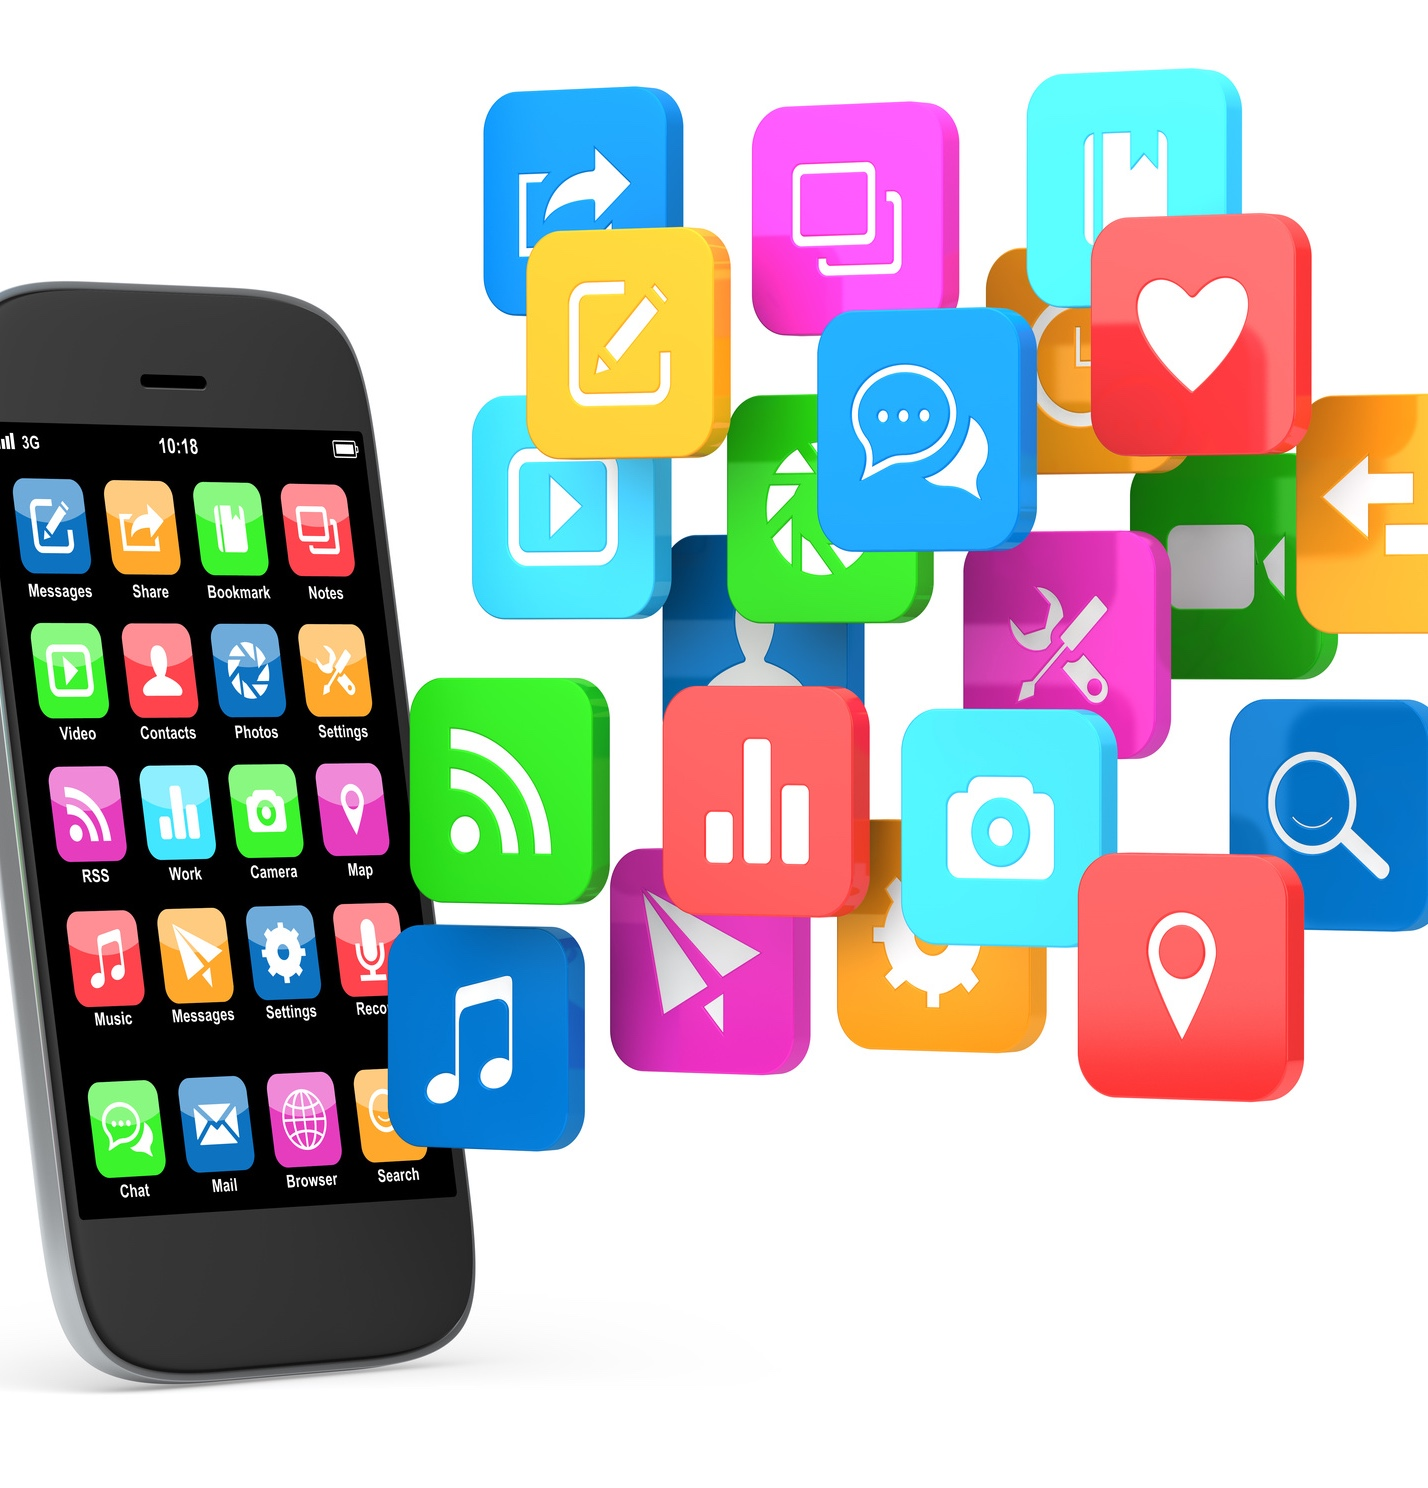 3G 10:18
Messages Share Bookmark Notes
Video Contacts Photos Settings
RSS Work Camera Map
Music Messages Settings Reco
Chat Mail Browser Search